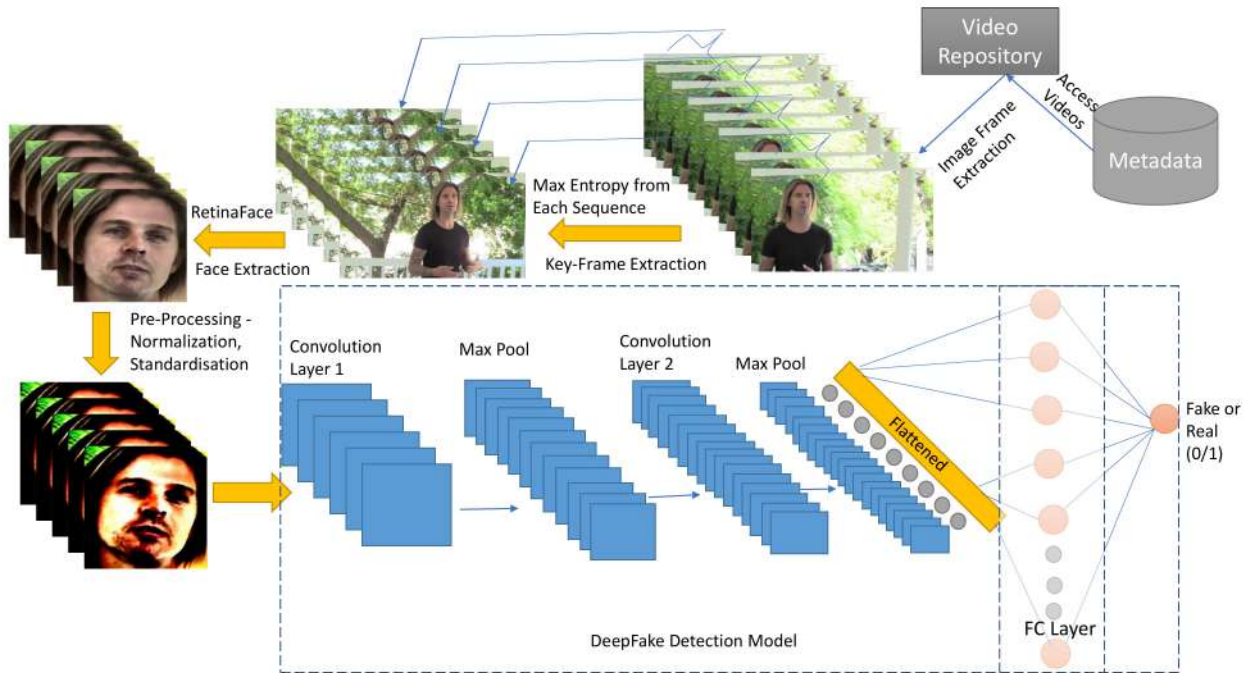 Video
Repository
Access
Videos
Metadata
Image Frame
Extraction
Max Entropy from
Each Sequence
Key-Frame Extraction
RetinaFace
Face Extraction
Pre-Processing -
Normalization,
Standardisation
Convolution
Layer 1
Max Pool
Convolution
Layer 2
Max Pool
Flattened
Fake or
Real
(0/1)
FC Layer
DeepFake Detection Model